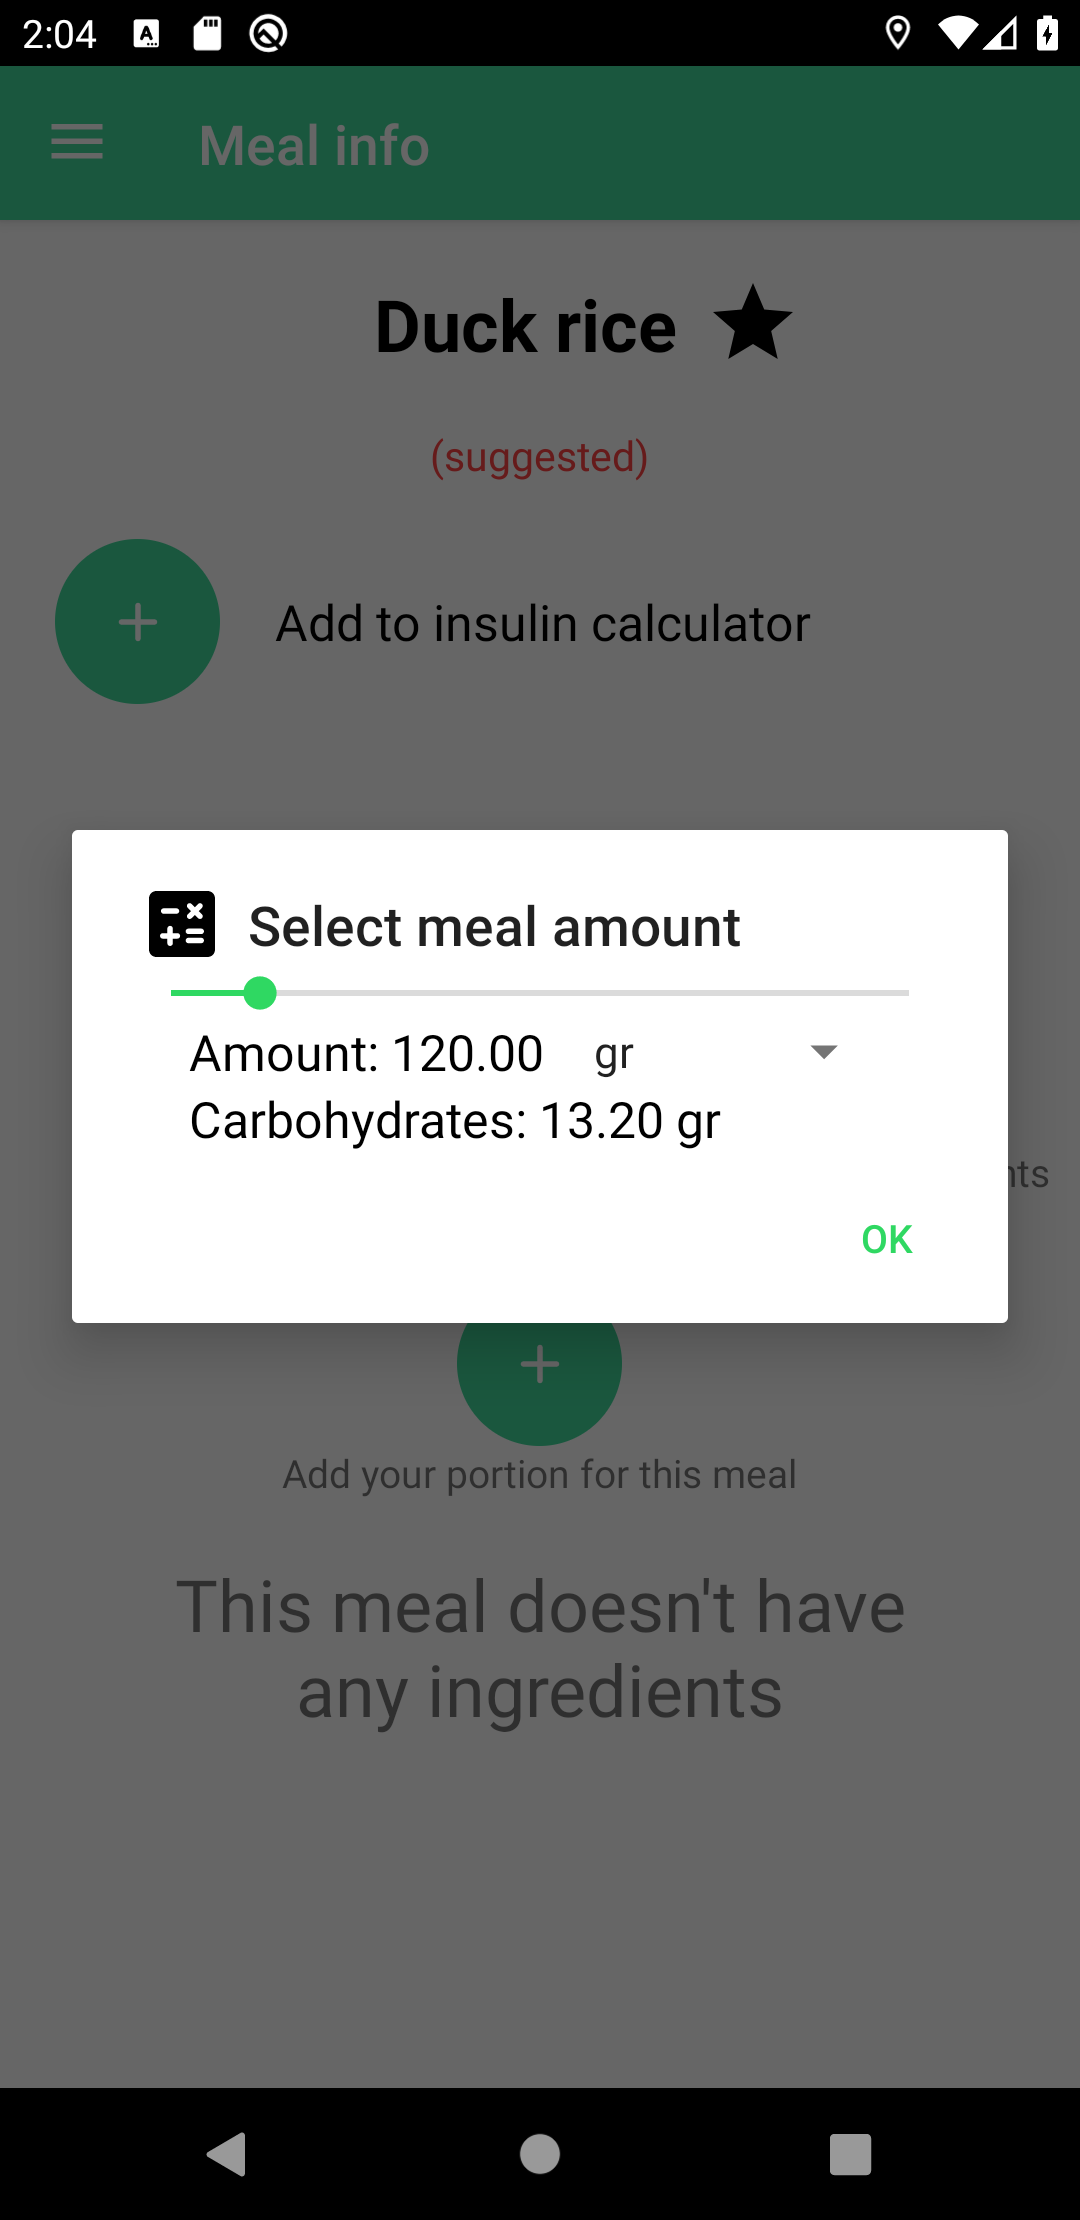 2:04
Meal info
Duck rice
(suggested)
Add to insulin calculator
Select meal amount
Amount: 120.00 gr
Carbohydrates: 13.20 gr
nts
OK
Add your portion for this meal
This meal doesn't have
any ingredients